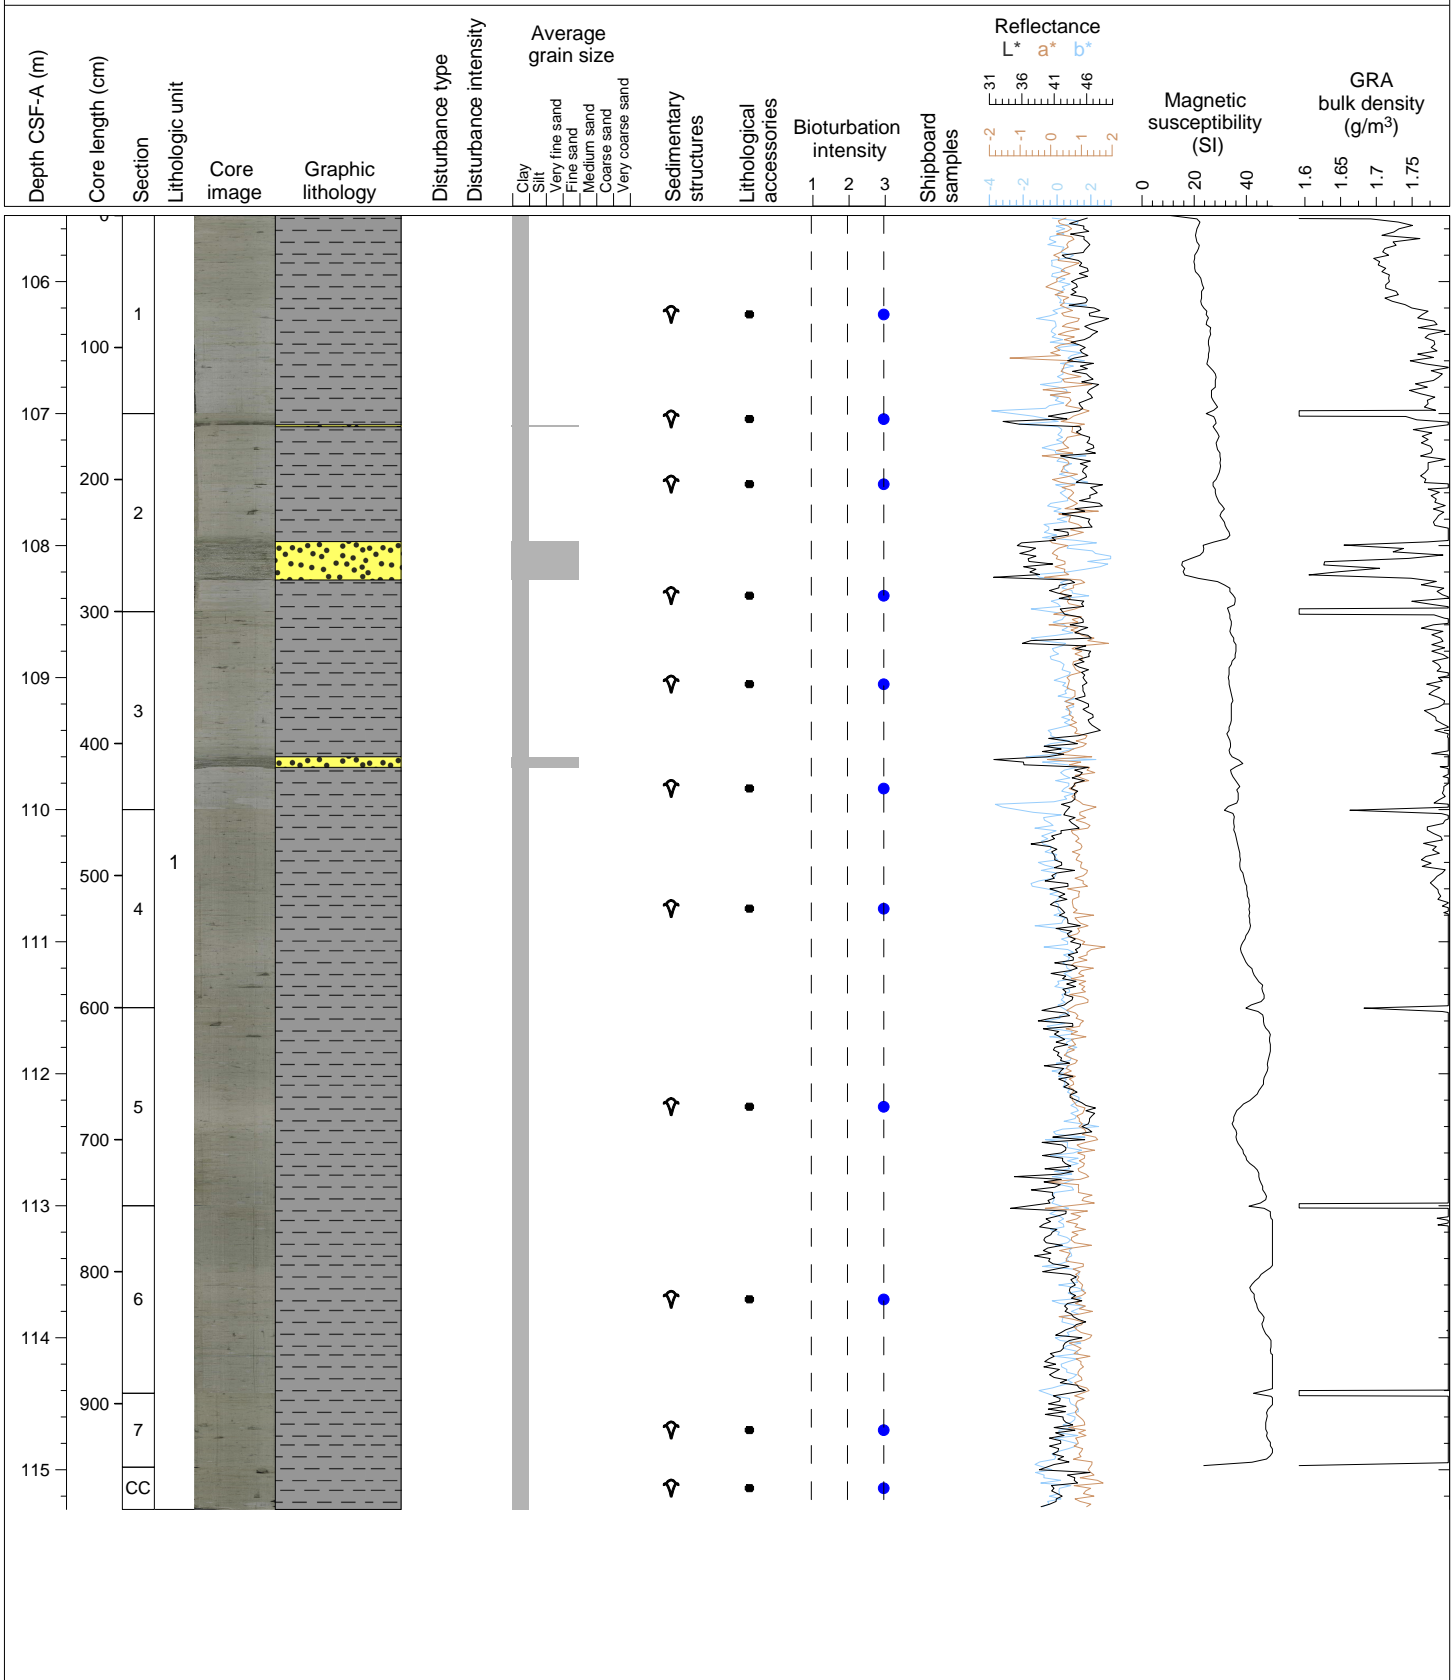 Depth CSF-A (m)
Core length (cm)
Section
Lithologic unit
Core
image
Graphic
lithology
Disturbance type
Disturbance intensity
Average
grain size
Clay
Silt
Very fine sand
Fine sand
Medium sand
Coarse sand
Very coarse sand
Sedimentary
structures
Lithological
accessories
Bioturbation
intensity
1 2 3
Shipboard
samples
Reflectance
L* a* b*
31 36 41 46
-2 -1 0 1 2
-4 -2 0 2
Magnetic
susceptibility
(SI)
0 20 40
GRA
bulk density
(g/m3)
1.6 1.65 1.7 1.75
0
106
1
100
107
200
2
108
300
109
3
400
110
1
500
4
111
600
112
5
700
113
800
6
114
900
7
115
CC